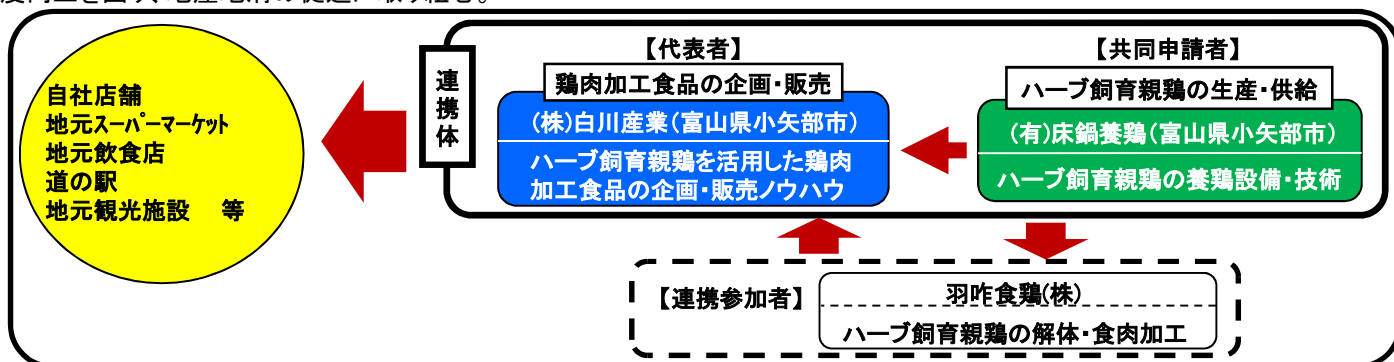 自社店舗
地元スーパーマーケット
地元飲食店
道の駅
地元観光施設　等
連携体
【代表者】
鶏肉加工食品の企画・販売
(株)白川産業(富山県小矢部市)
ハーブ飼育親鶏を活用した鶏肉
加工食品の企画・販売ノウハウ
【共同申請者】
ハーブ飼育親鶏の生産・供給
(有)床鍋養鶏(富山県小矢部市)
ハーブ飼育親鶏の養鶏設備・技術
【連携参加者】
羽咋食鶏(株)
ハーブ飼育親鶏の解体・食肉加工